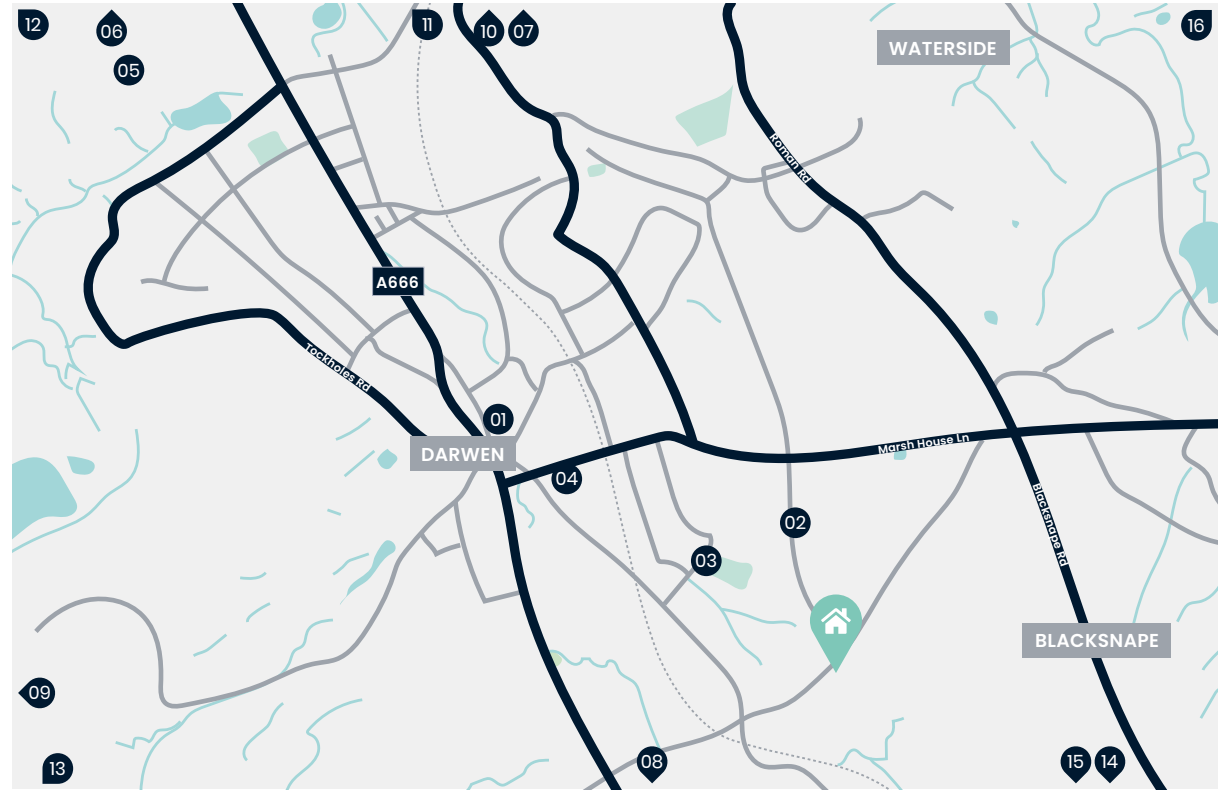 12
06
11
10
07
16
WATERSIDE
05
Roman Rd
A666
Tockholes Rd
01
DARWEN
Marsh House Ln
04
02
Blacksnape Rd
03
BLACKSNAPE
09
13
08
15
14